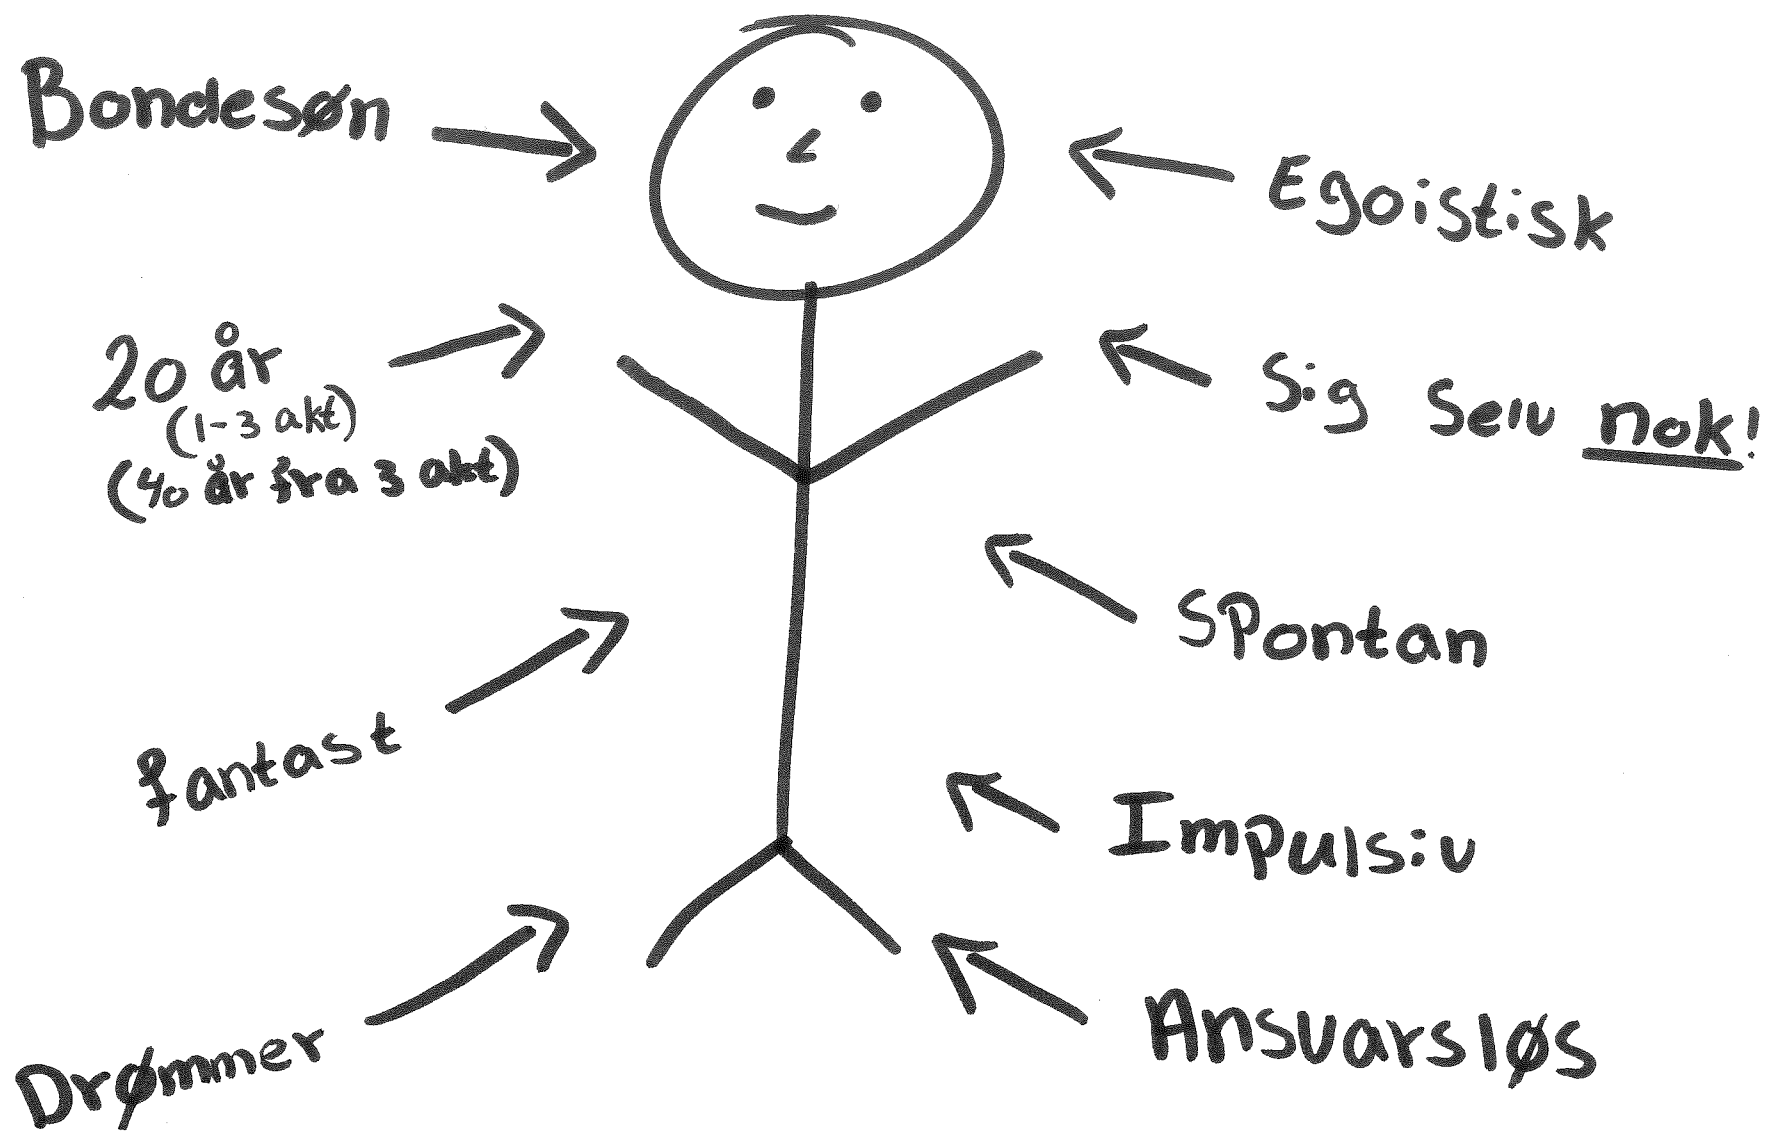 Bondesøn
Egoistisk
20 år
(1-3 akt)
(40 år fra 3 akt)
Sig selv nok!
Spontan
fantast
Impulsiv
Drømmer
Ansvarsløs